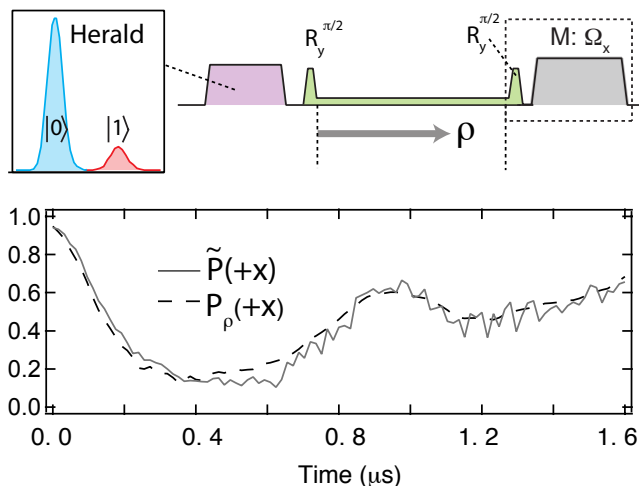 Herald
|0⟩
|1⟩
R_y^{π/2}
R_y^{π/2}
M: Ω_x
ρ
1.0
0.8
0.6
0.4
0.2
0.0
P̃(+x)
P_ρ(+x)
0. 0
0. 4
0. 8
1. 2
1. 6
Time (μs)